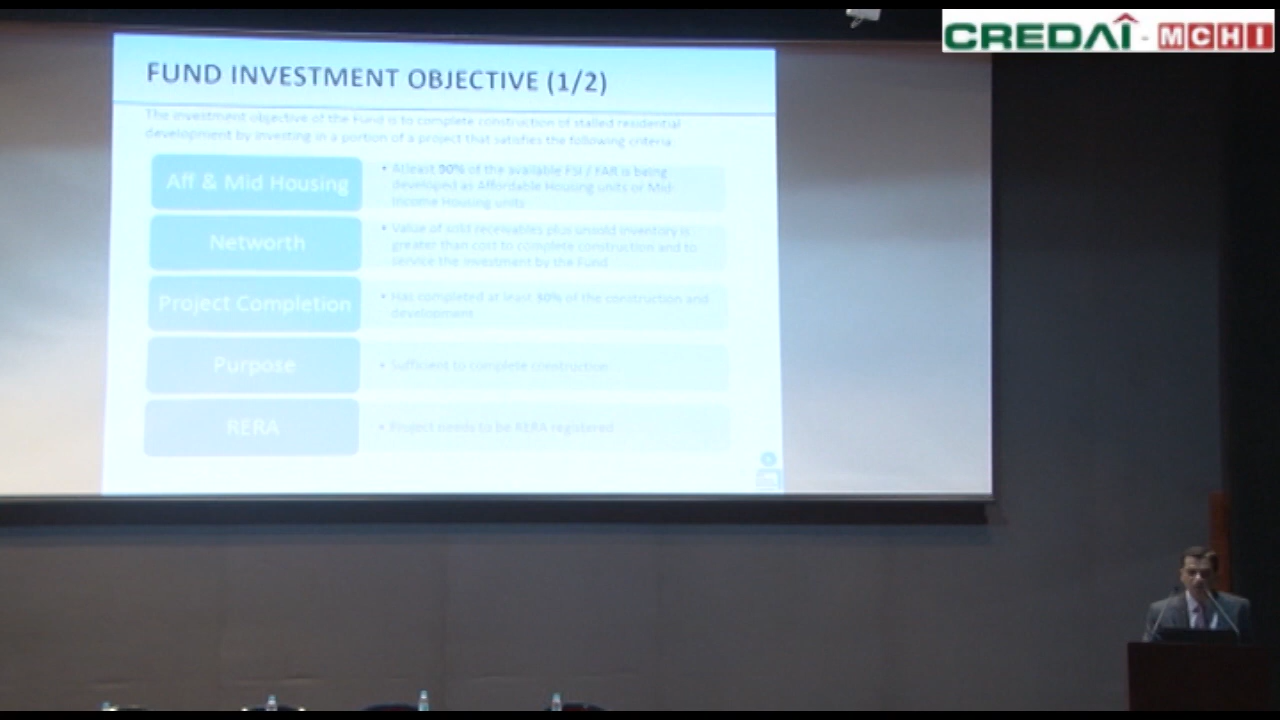 CREDAÎ - MCHI
FUND INVESTMENT OBJECTIVE (1/2)
The investment objective of the Fund is to complete construction of stalled residential
development by investing in a portion of a project that satisfies the following criteria:
Aff & Mid Housing
• Atleast 90% of the available FSI / FAR is being
developed as Affordable Housing units or Mid-
Income Housing units
Networth
• Value of sold receivables plus unsold inventory is
greater than cost to complete construction and to
service the investment by the Fund
Project Completion
• Has completed at least 30% of the construction and
development
Purpose
• Sufficient to complete construction
RERA
• Project needs to be RERA registered